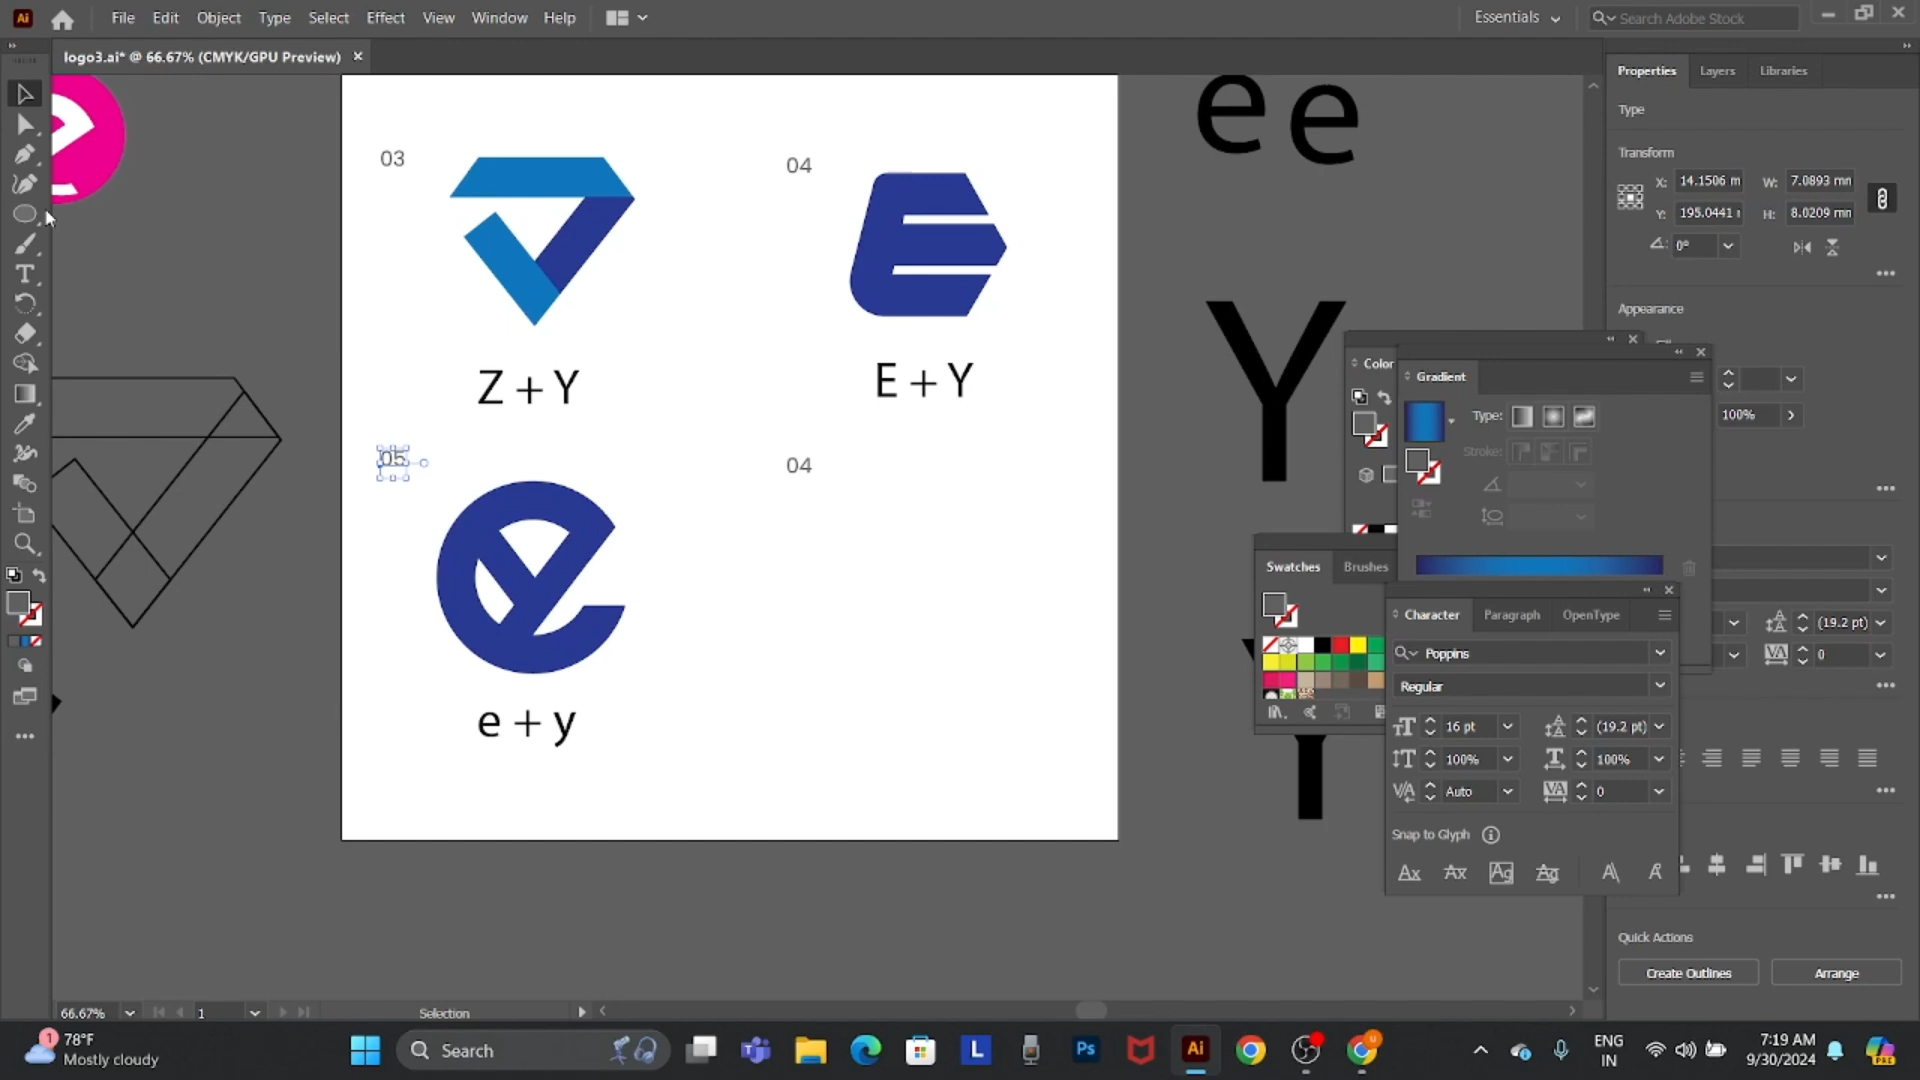 Ai File Edit Object Type Select Effect View Window Help Essentials Search Adobe Stock
logo3.ai* @ 66.67% (CMYK/GPU Preview)
Properties Layers Libraries
Type
Transform
X: 14.1506 m W: 7.0893 mm
Y: 195.0441 H: 8.0209 mm
0°
Appearance
100%
03
04
Z + Y
E + Y
05
04
e + y
e e
Y
Color
Gradient
Type:
Stroke:
Swatches Brushes
Character Paragraph OpenType
Poppins
Regular
16 pt (19.2 pt)
100% 100%
Auto 0
Snap to Glyph
(19.2 pt)
0
Quick Actions
Create Outlines Arrange
66.67% 1 Selection
78°F
Mostly cloudy
Search
ENG
IN
7:19 AM
9/30/2024